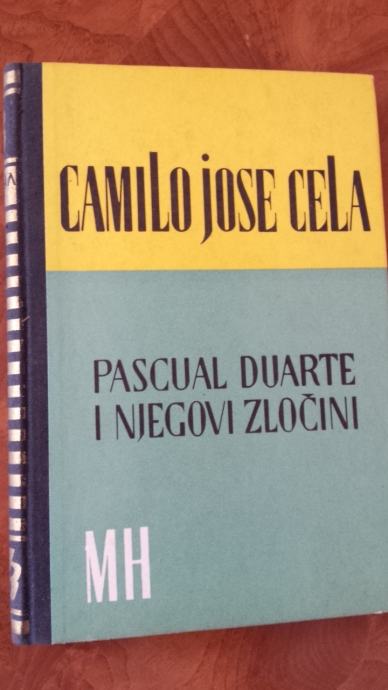 CAMILO JOSE CELA
PASCUAL DUARTE
I NJEGOVI ZLOČINI
MH